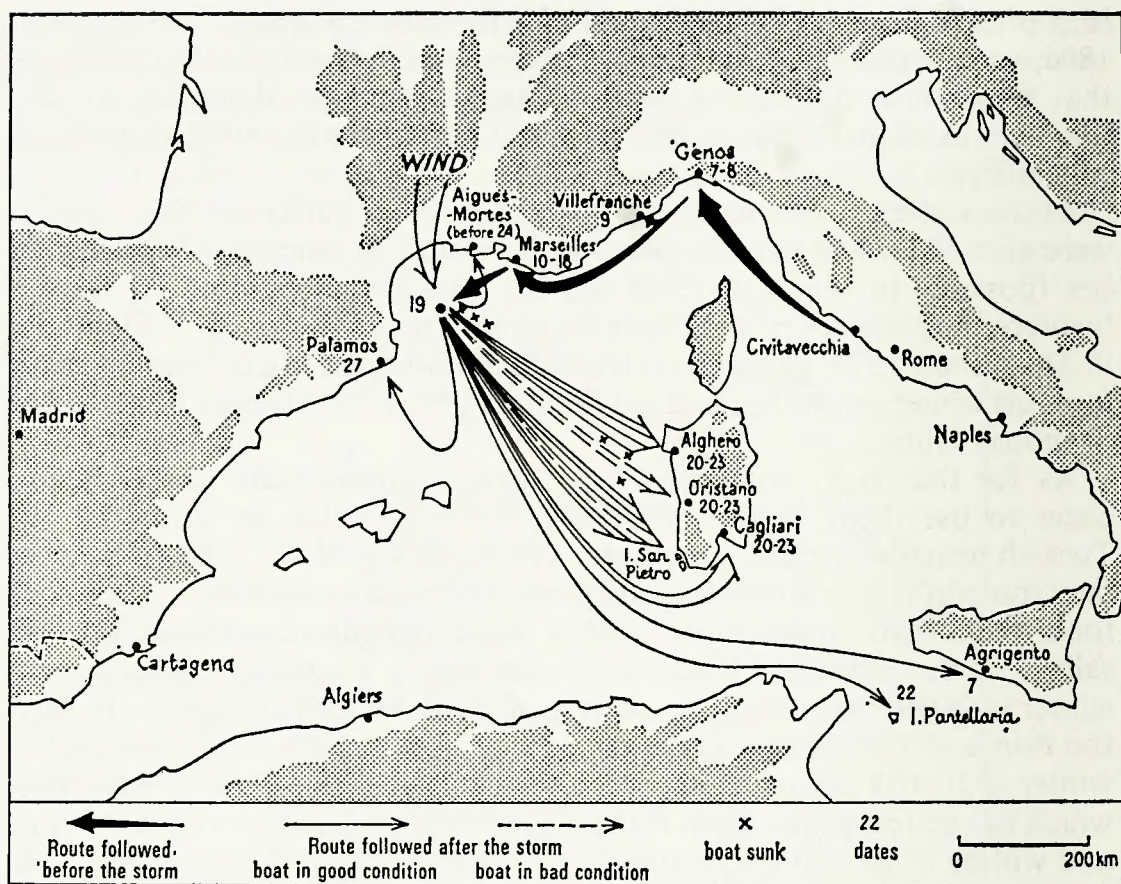 WIND
Aigues-
Mortes
(before 24)
Villefranche
9
Genos
7-8
Marseilles
10-18
19
Palamos
27
Civitavecchia
Rome
Madrid
Naples
Alghero
20-23
Oristano
20-23
Cagliari
20-23
I. San
Pietro
Cartagena
Algiers
Agrigento
7
22
I. Pantellaria
Route followed
before the storm
Route followed after the storm
boat in good condition
boat in bad condition
x
boat sunk
22
dates
0 200km